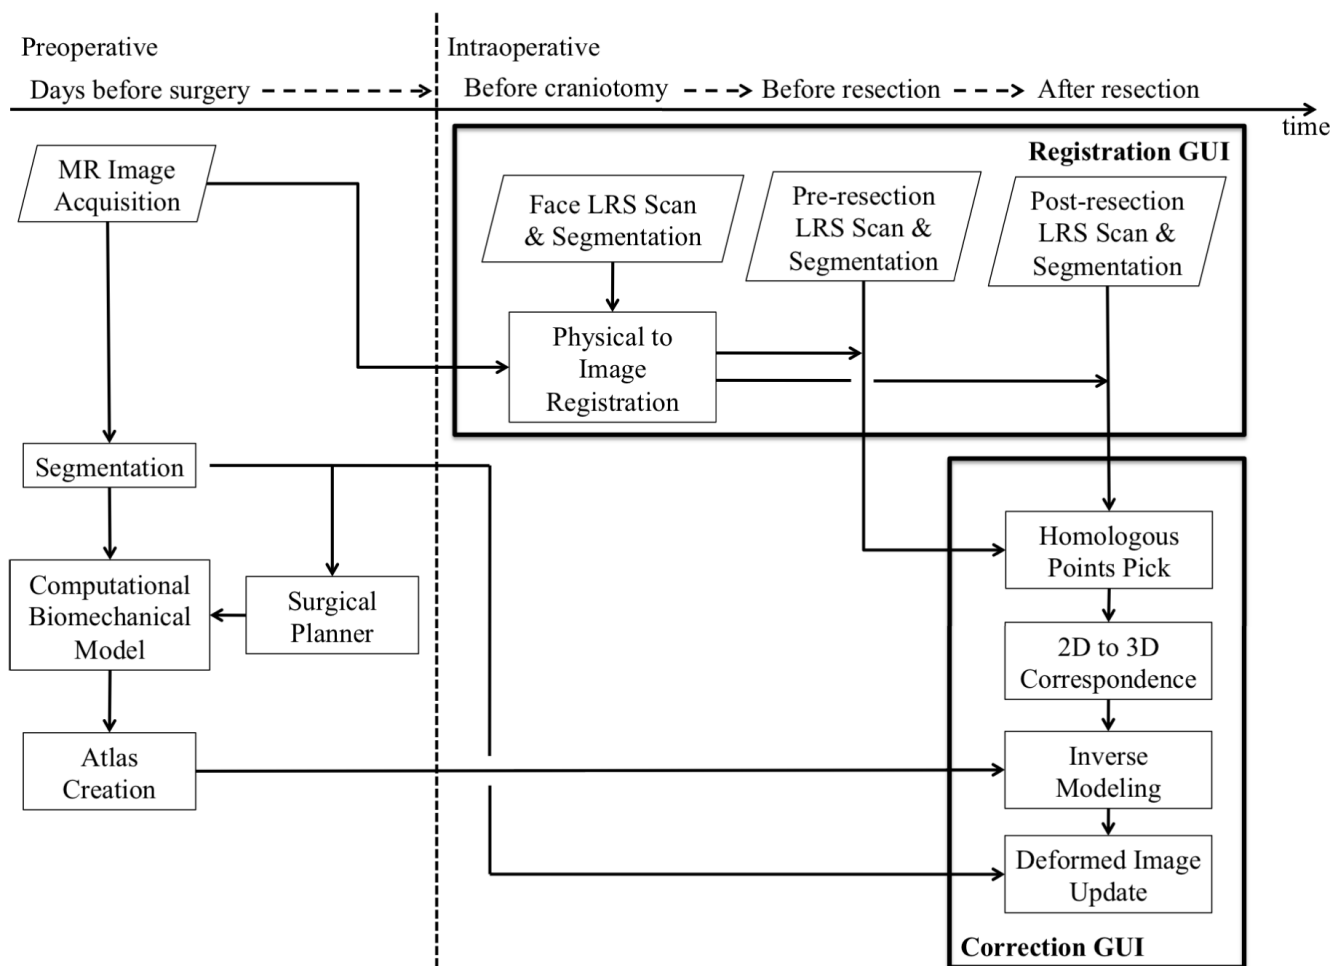 Preoperative
Intraoperative
Days before surgery
Before craniotomy
Before resection
After resection
time
Registration GUI
MR Image
Acquisition
Face LRS Scan
& Segmentation
Pre-resection
LRS Scan &
Segmentation
Post-resection
LRS Scan &
Segmentation
Physical to
Image
Registration
Segmentation
Computational
Biomechanical
Model
Surgical
Planner
Atlas
Creation
Homologous
Points Pick
2D to 3D
Correspondence
Inverse
Modeling
Deformed Image
Update
Correction GUI